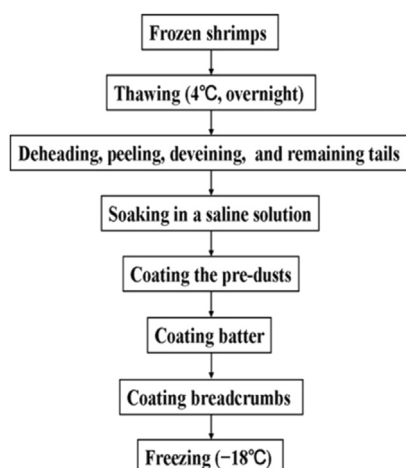 Frozen shrimps
Thawing (4℃, overnight)
Deheading, peeling, deveining, and remaining tails
Soaking in a saline solution
Coating the pre-dusts
Coating batter
Coating breadcrumbs
Freezing (−18℃)